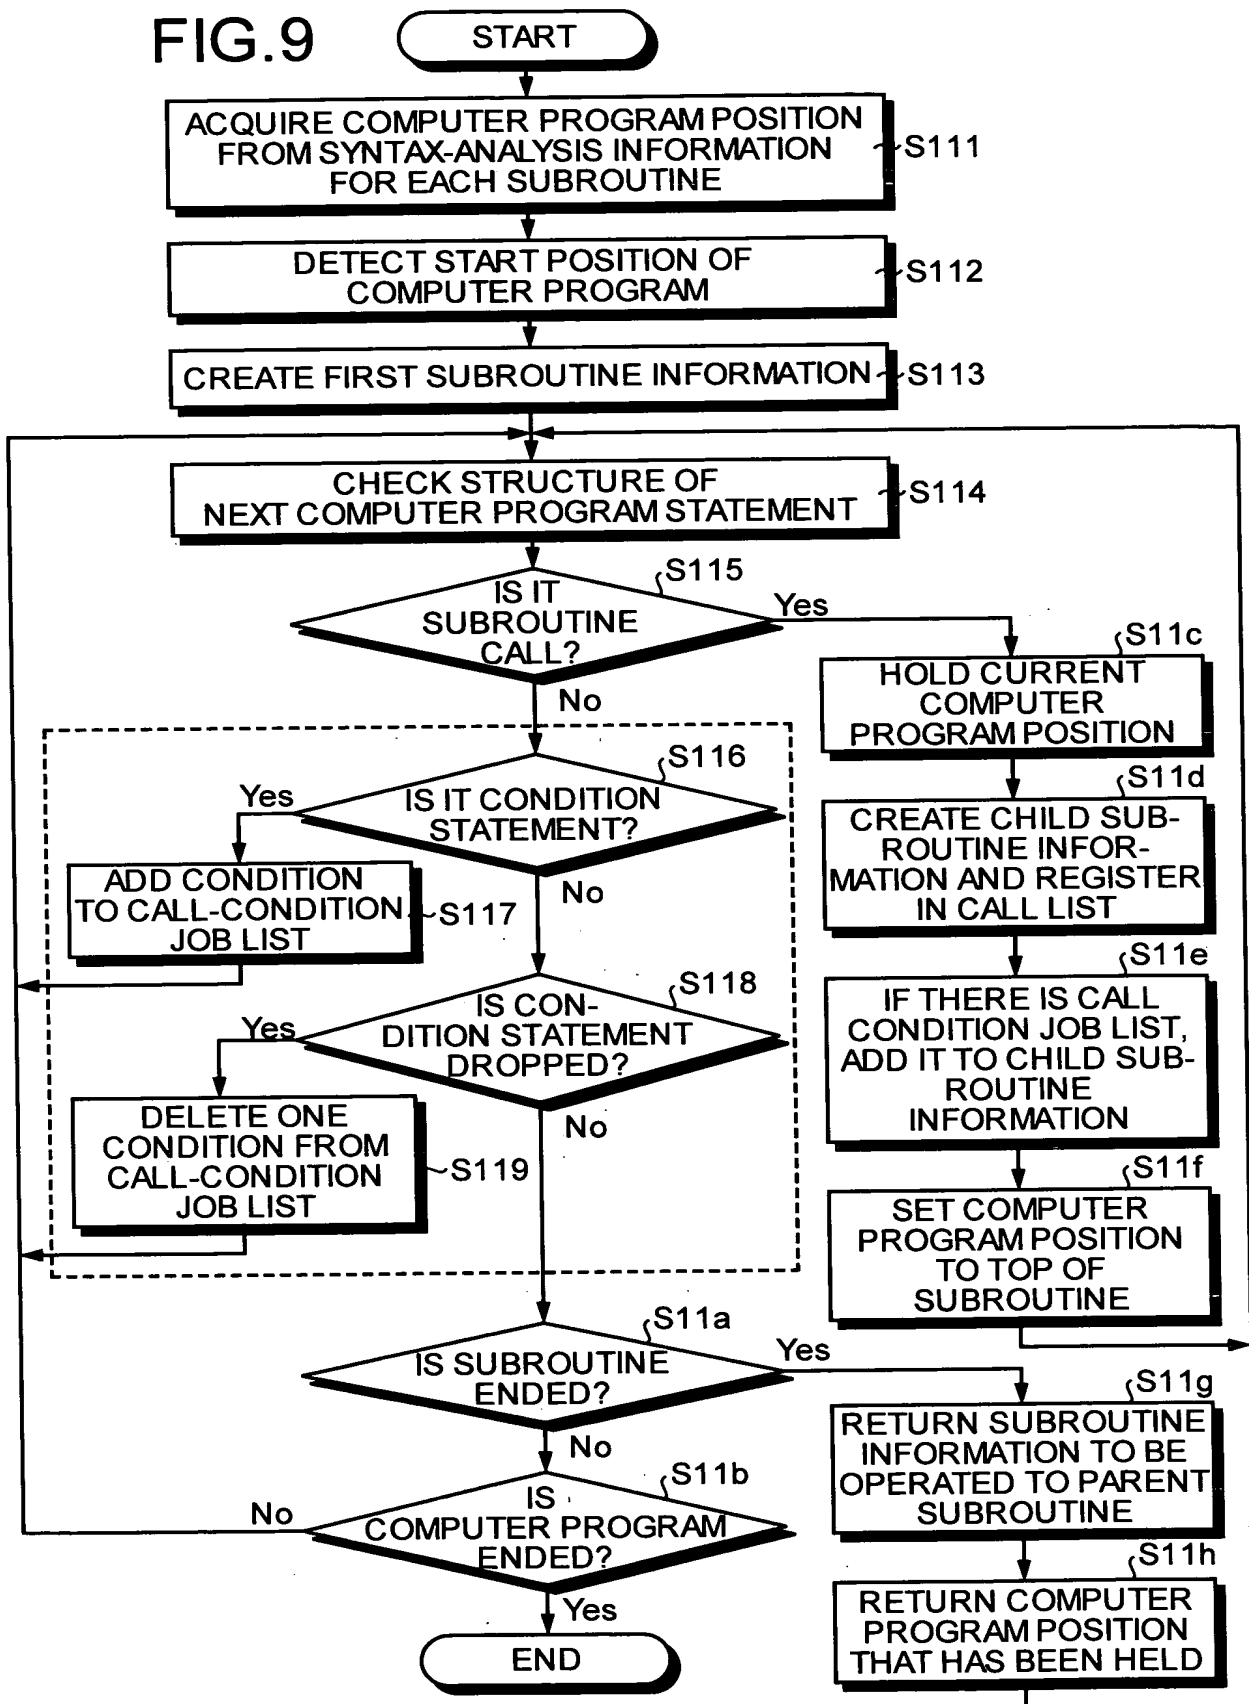 FIG.9
START
ACQUIRE COMPUTER PROGRAM POSITION
FROM SYNTAX-ANALYSIS INFORMATION
FOR EACH SUBROUTINE
S111
DETECT START POSITION OF
COMPUTER PROGRAM
S112
CREATE FIRST SUBROUTINE INFORMATION
S113
CHECK STRUCTURE OF
NEXT COMPUTER PROGRAM STATEMENT
S114
IS IT
SUBROUTINE
CALL?
S115
Yes
No
S11c
HOLD CURRENT
COMPUTER
PROGRAM POSITION
S116
IS IT CONDITION
STATEMENT?
Yes
No
S11d
CREATE CHILD SUB-
ROUTINE INFOR-
MATION AND REGISTER
IN CALL LIST
ADD CONDITION
TO CALL-CONDITION
JOB LIST
S117
S118
IS CON-
DITION STATEMENT
DROPPED?
Yes
No
S11e
IF THERE IS CALL
CONDITION JOB LIST,
ADD IT TO CHILD SUB-
ROUTINE
INFORMATION
DELETE ONE
CONDITION FROM
CALL-CONDITION
JOB LIST
S119
S11f
SET COMPUTER
PROGRAM POSITION
TO TOP OF
SUBROUTINE
S11a
IS SUBROUTINE
ENDED?
Yes
No
S11g
RETURN SUBROUTINE
INFORMATION TO BE
OPERATED TO PARENT
SUBROUTINE
S11b
IS
COMPUTER PROGRAM
ENDED?
No
Yes
S11h
RETURN COMPUTER
PROGRAM POSITION
THAT HAS BEEN HELD
END